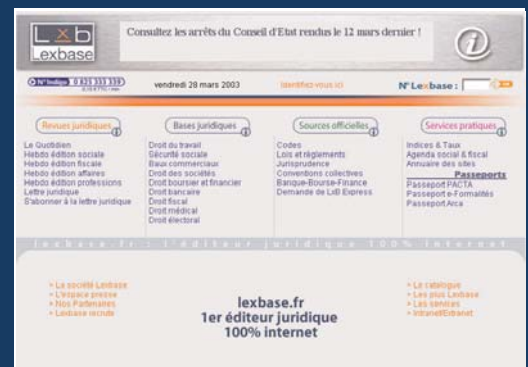 LxB
Lexbase
Consultez les arrêts du Conseil d'Etat rendus le 12 mars dernier !
i
N° Indigo 0 825 333 339
vendredi 28 mars 2003
Identifiez-vous ici
N° Lexbase :
Revues juridiques
Le Quotidien
Hebdo édition sociale
Hebdo édition fiscale
Hebdo édition affaires
Hebdo édition professions
Lettre juridique
S'abonner à la lettre juridique
Bases juridiques
Droit du travail
Sécurité sociale
Baux commerciaux
Droit des sociétés
Droit boursier et financier
Droit bancaire
Droit fiscal
Droit médical
Droit électoral
Sources officielles
Codes
Lois et règlements
Jurisprudence
Conventions collectives
Banque-Bourse-Finance
Demande de LxB Express
Services pratiques
Indices & Taux
Agenda social & fiscal
Annuaire des sites
Passeports
Passeport PACTA
Passeport e-Formalités
Passeport Arca
lexbase.fr : l'éditeur juridique 100% internet
» La société Lexbase
» L'espace presse
» Nos Partenaires
» Lexbase recrute
lexbase.fr
1er éditeur juridique
100% internet
» Le catalogue
» Les plus Lexbase
» Les services
» Intranet/Extranet